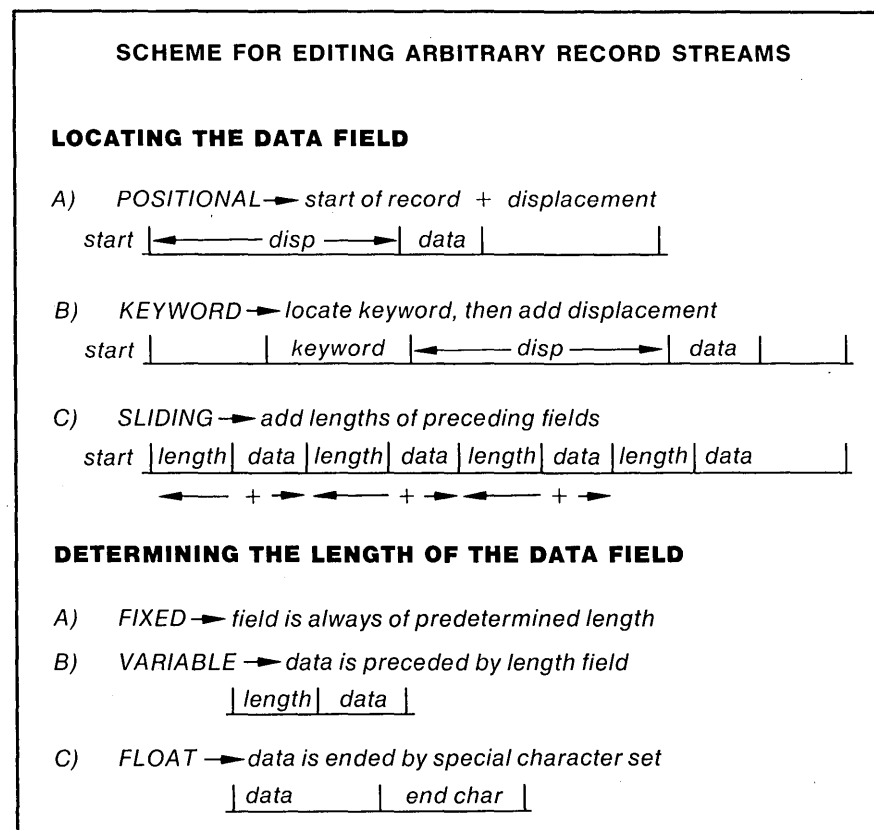 SCHEME FOR EDITING ARBITRARY RECORD STREAMS
LOCATING THE DATA FIELD
A) POSITIONAL → start of record + displacement
start disp data
B) KEYWORD → locate keyword, then add displacement
start keyword disp data
C) SLIDING → add lengths of preceding fields
start length data length data length data length data
+ + +
DETERMINING THE LENGTH OF THE DATA FIELD
A) FIXED → field is always of predetermined length
B) VARIABLE → data is preceded by length field
length data
C) FLOAT → data is ended by special character set
data end char